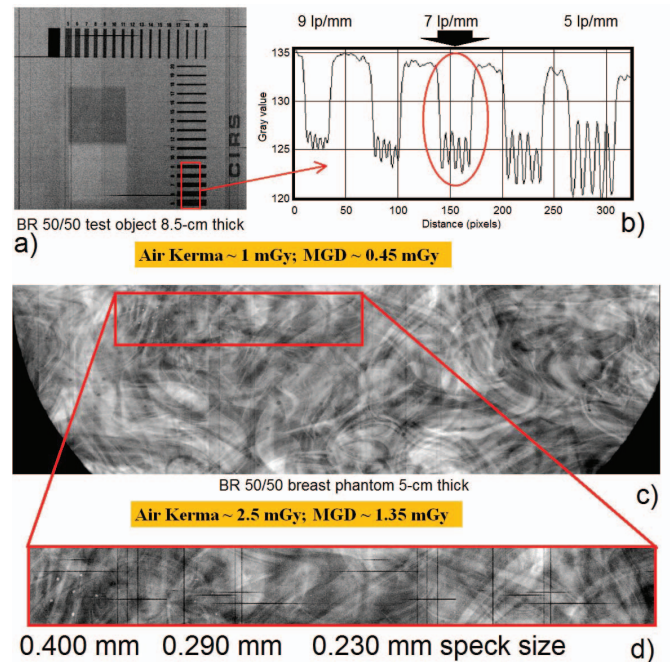 9 lp/mm 7 lp/mm 5 lp/mm
135
130
125
120
Gray value
0 50 100 150 200 250 300
Distance (pixels)
b)
CIRS
BR 50/50 test object 8.5-cm thick
a)
Air Kerma ~ 1 mGy; MGD ~ 0.45 mGy
BR 50/50 breast phantom 5-cm thick
c)
Air Kerma ~ 2.5 mGy; MGD ~ 1.35 mGy
0.400 mm 0.290 mm 0.230 mm speck size
d)